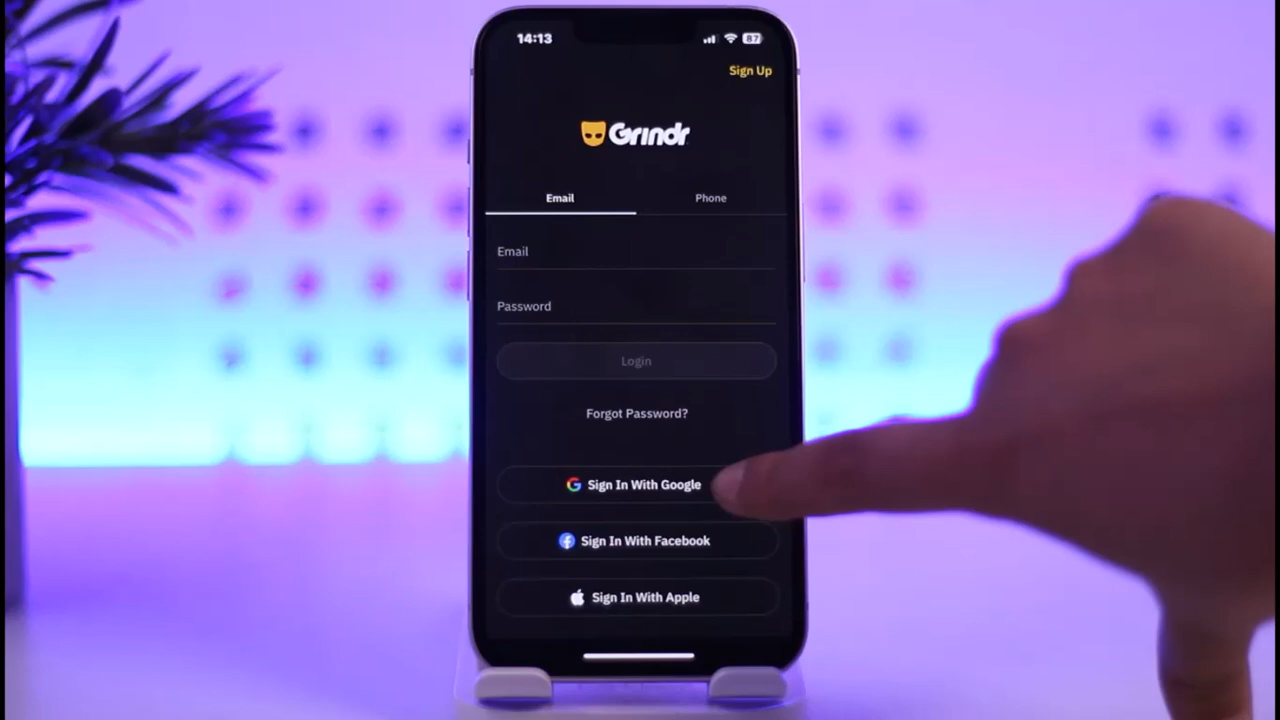 14:13
87
Sign Up
Grindr
Email
Phone
Email
Password
Login
Forgot Password?
Sign In With Google
Sign In With Facebook
Sign In With Apple